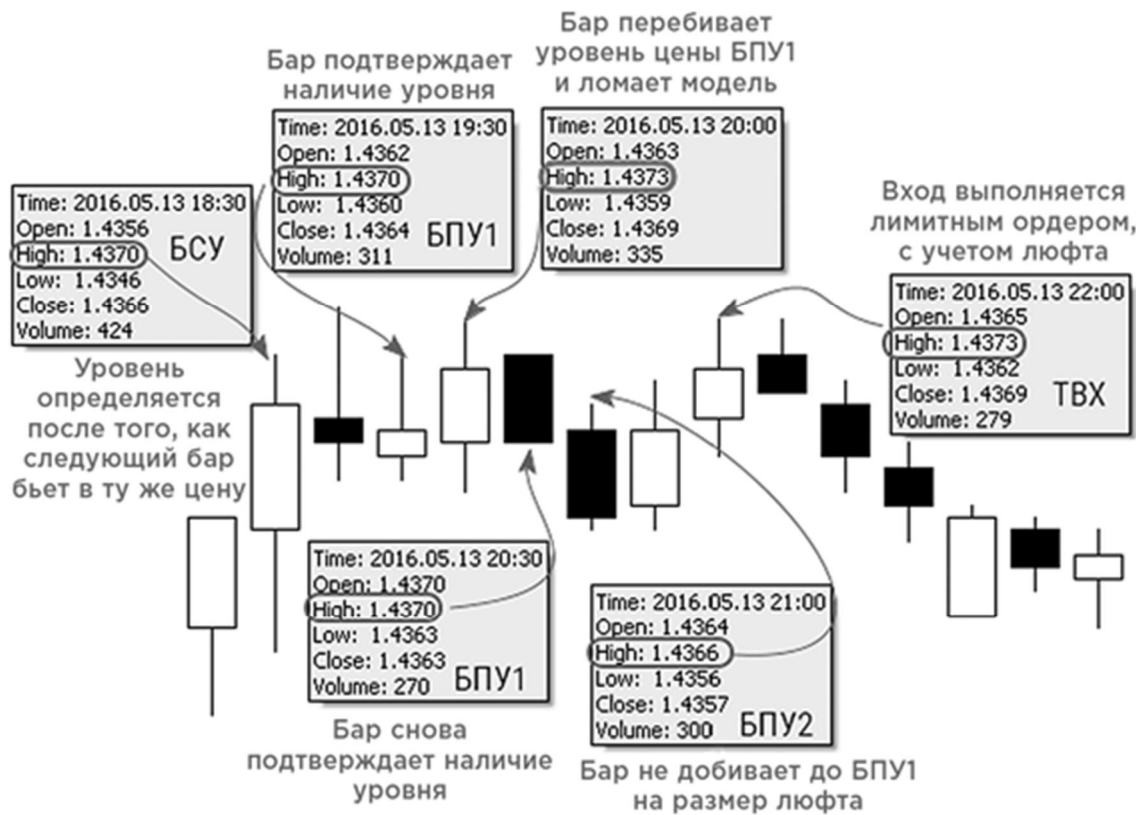 Бар перебивает
уровень цены БПУ1
и ломает модель
Бар подтверждает
наличие уровня
Time: 2016.05.13 19:30
Open: 1.4362
High: 1.4370
Low: 1.4360
Close: 1.4364
Volume: 311
БПУ1
Time: 2016.05.13 20:00
Open: 1.4363
High: 1.4373
Low: 1.4359
Close: 1.4369
Volume: 335
Time: 2016.05.13 18:30
Open: 1.4356
High: 1.4370
Low: 1.4346
Close: 1.4366
Volume: 424
БСУ
Вход выполняется
лимитным ордером,
с учетом люфта
Time: 2016.05.13 22:00
Open: 1.4365
High: 1.4373
Low: 1.4362
Close: 1.4369
Volume: 279
ТВХ
Уровень
определяется
после того, как
следующий бар
бьет в ту же цену
Time: 2016.05.13 20:30
Open: 1.4370
High: 1.4370
Low: 1.4363
Close: 1.4363
Volume: 270
БПУ1
Time: 2016.05.13 21:00
Open: 1.4364
High: 1.4366
Low: 1.4356
Close: 1.4357
Volume: 300
БПУ2
Бар снова
подтверждает наличие
уровня
Бар не добивает до БПУ1
на размер люфта